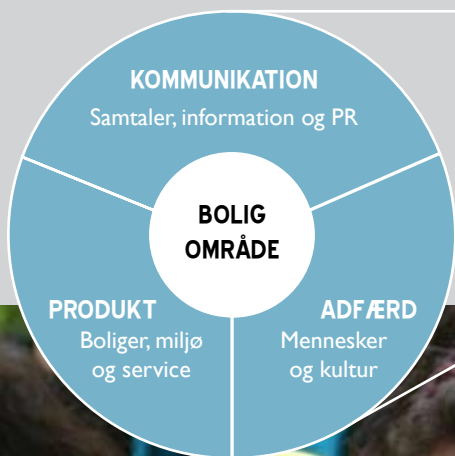 KOMMUNIKATION
Samtaler, information og PR
BOLIG
OMRÅDE
PRODUKT
Boliger, miljø
og service
ADFÆRD
Mennesker
og kultur